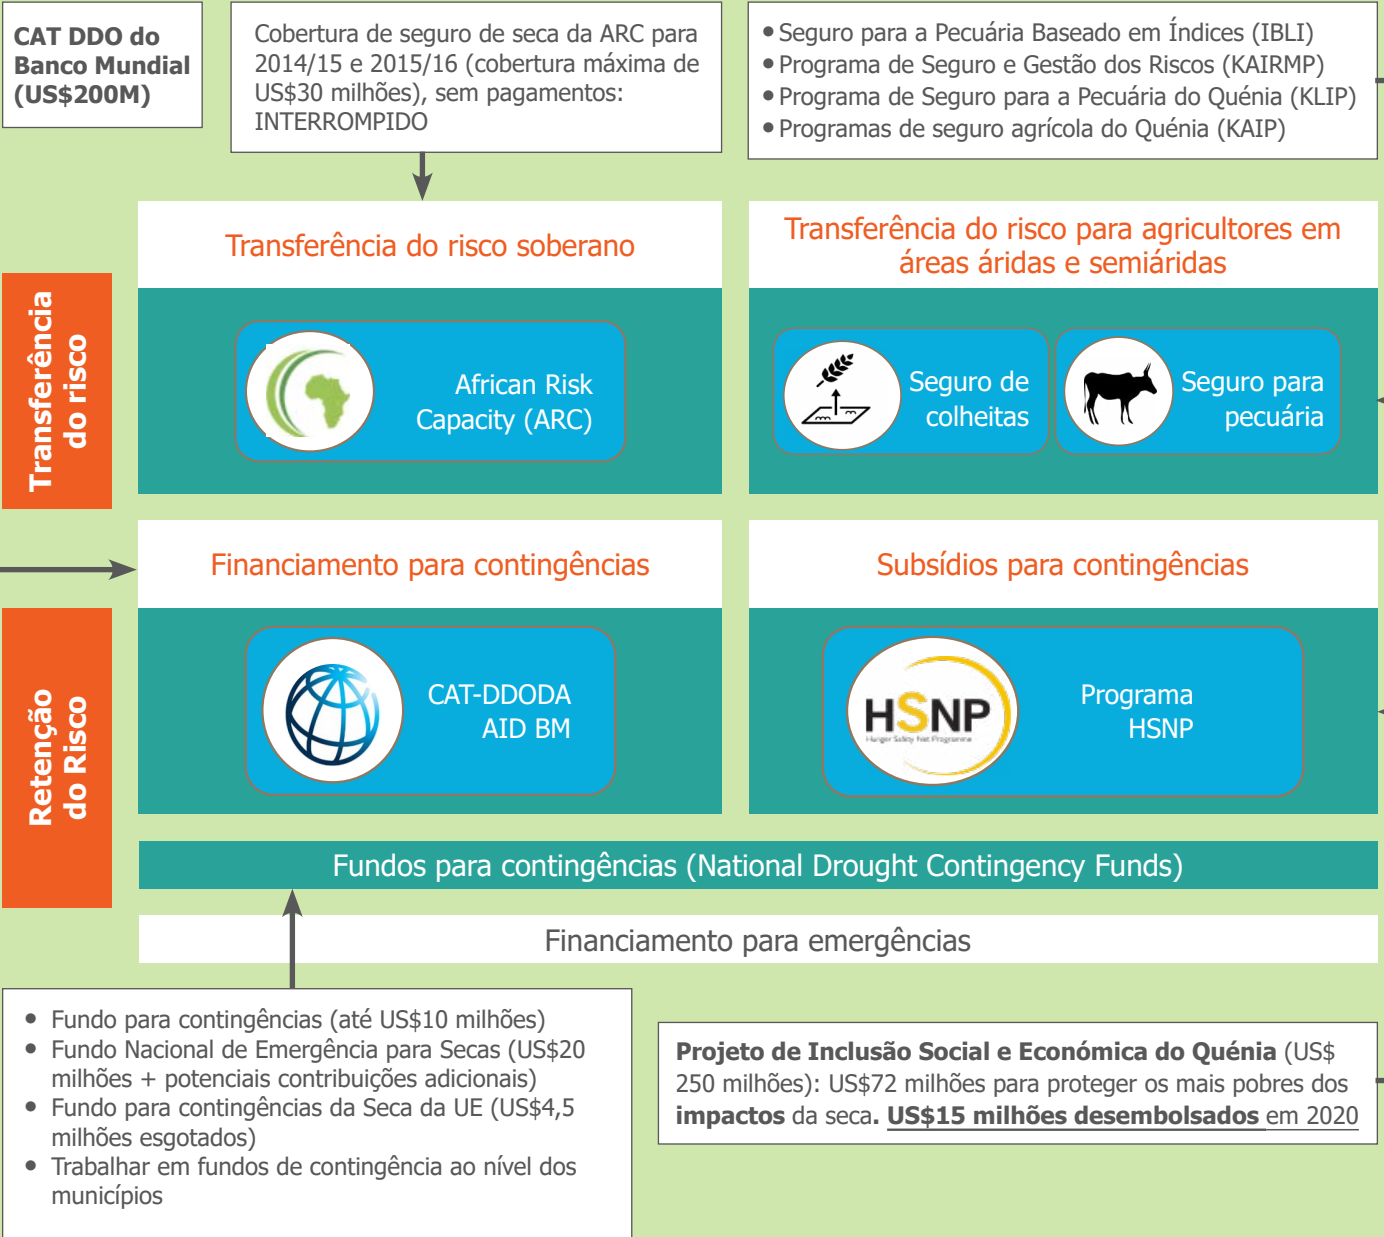 CAT DDO do
Banco Mundial
(US$200M)
Cobertura de seguro de seca da ARC para
2014/15 e 2015/16 (cobertura máxima de
US$30 milhões), sem pagamentos:
INTERROMPIDO
• Seguro para a Pecuária Baseado em Índices (IBLI)
• Programa de Seguro e Gestão dos Riscos (KAIRMP)
• Programa de Seguro para a Pecuária do Quénia (KLIP)
• Programas de seguro agrícola do Quénia (KAIP)
Transferência
do risco
Transferência do risco soberano
African Risk
Capacity (ARC)
Transferência do risco para agricultores em
áreas áridas e semiáridas
Seguro de
colheitas
Seguro para
pecuária
Retenção
do Risco
Financiamento para contingências
CAT-DDODA
AID BM
Subsídios para contingências
HSNP
Hunger Safety Net Programme
Programa
HSNP
Fundos para contingências (National Drought Contingency Funds)
Financiamento para emergências
• Fundo para contingências (até US$10 milhões)
• Fundo Nacional de Emergência para Secas (US$20
milhões + potenciais contribuições adicionais)
• Fundo para contingências da Seca da UE (US$4,5
milhões esgotados)
• Trabalhar em fundos de contingência ao nível dos
municípios
Projeto de Inclusão Social e Económica do Quénia (US$
250 milhões): US$72 milhões para proteger os mais pobres dos
impactos da seca. US$15 milhões desembolsados em 2020